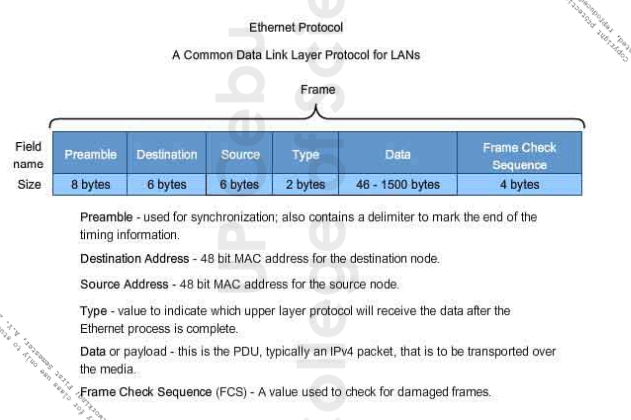 Ethernet Protocol
A Common Data Link Layer Protocol for LANs
Frame
Field name Preamble Destination Source Type Data Frame Check Sequence
Size 8 bytes 6 bytes 6 bytes 2 bytes 46 - 1500 bytes 4 bytes
Preamble - used for synchronization; also contains a delimiter to mark the end of the
timing information.
Destination Address - 48 bit MAC address for the destination node.
Source Address - 48 bit MAC address for the source node.
Type - value to indicate which upper layer protocol will receive the data after the
Ethernet process is complete.
Data or payload - this is the PDU, typically an IPv4 packet, that is to be transported over
the media.
Frame Check Sequence (FCS) - A value used to check for damaged frames.
UP Cebu
College of Scien